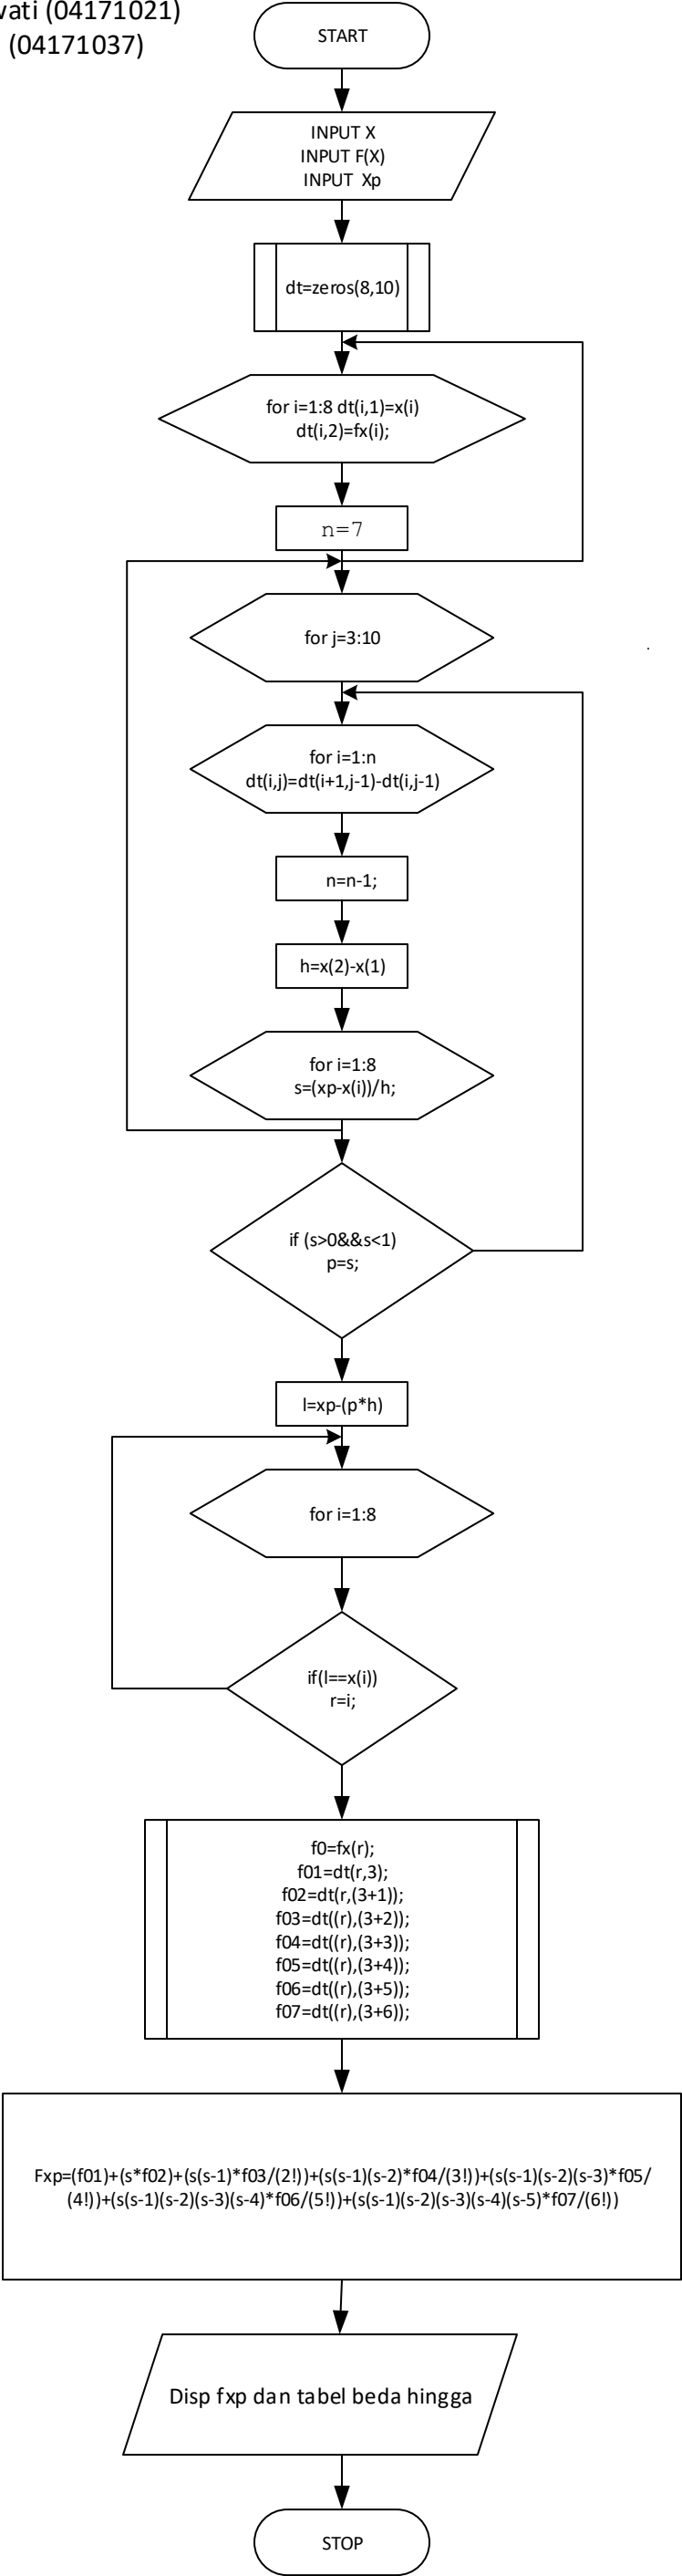 (04171021)
(04171037)
START
INPUT X
INPUT F(X)
INPUT Xp
dt=zeros(8,10)
for i=1:8 dt(i,1)=x(i)
dt(i,2)=fx(i);
n=7
for j=3:10
for i=1:n
dt(i,j)=dt(i+1,j-1)-dt(i,j-1)
n=n-1;
h=x(2)-x(1)
for i=1:8
s=(xp-x(i))/h;
if (s>0&&s<1)
p=s;
l=xp-(p*h)
for i=1:8
if(l==x(i))
r=i;
f0=fx(r);
f01=dt(r,3);
f02=dt(r,(3+1));
f03=dt((r),(3+2));
f04=dt((r),(3+3));
f05=dt((r),(3+4));
f06=dt((r),(3+5));
f07=dt((r),(3+6));
Fxp=(f01)+(s*f02)+(s(s-1)*f03/(2!))+(s(s-1)(s-2)*f04/(3!))+(s(s-1)(s-2)(s-3)*f05/
(4!))+(s(s-1)(s-2)(s-3)(s-4)*f06/(5!))+(s(s-1)(s-2)(s-3)(s-4)(s-5)*f07/(6!))
Disp fxp dan tabel beda hingga
STOP